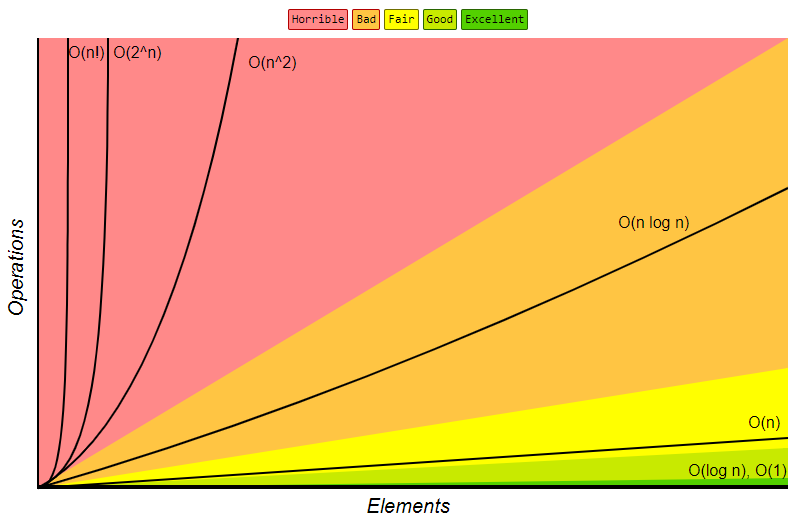 Horrible Bad Fair Good Excellent
O(n!) O(2^n)
O(n^2)
O(n log n)
Operations
O(n)
O(log n), O(1)
Elements